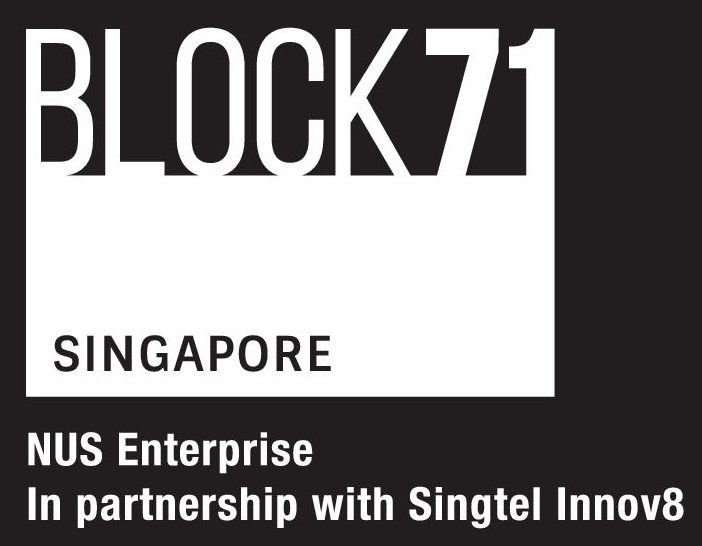 BLOCK71
SINGAPORE
NUS Enterprise
In partnership with Singtel Innov8